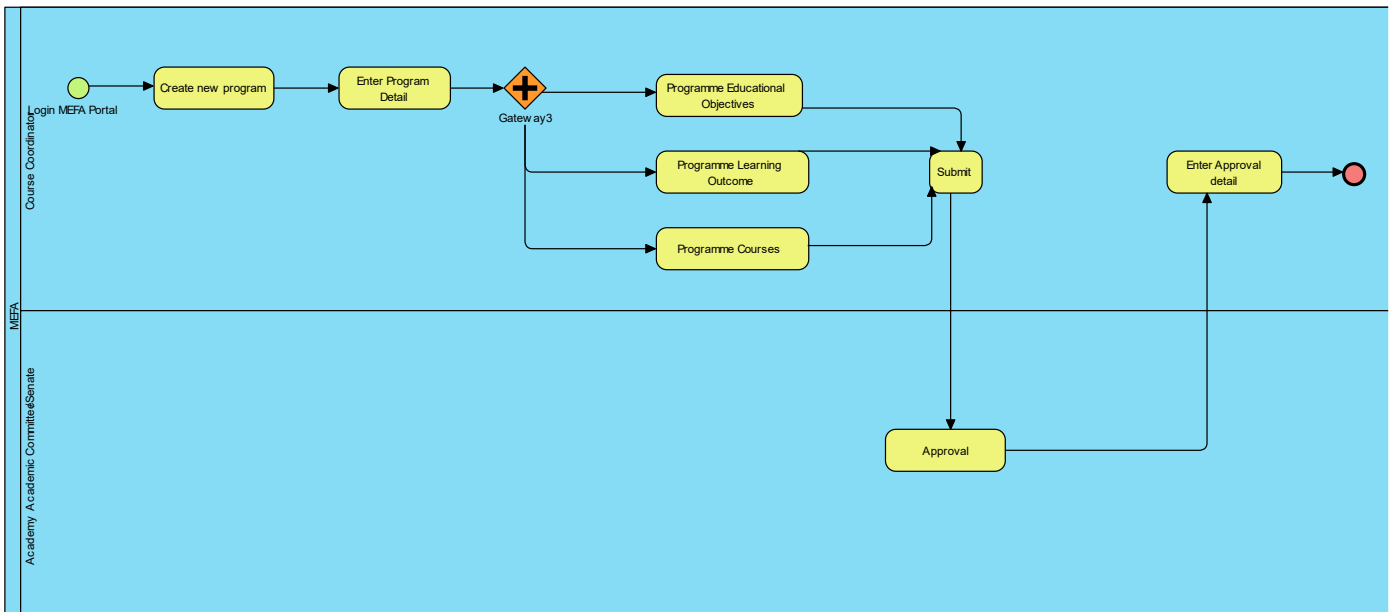 MEFA
Course Coordinator
Login MEFA Portal
Create new program
Enter Program
Detail
Gateway3
Programme Educational
Objectives
Programme Learning
Outcome
Programme Courses
Submit
Enter Approval
detail
Academy Academic Committee/Senate
Approval